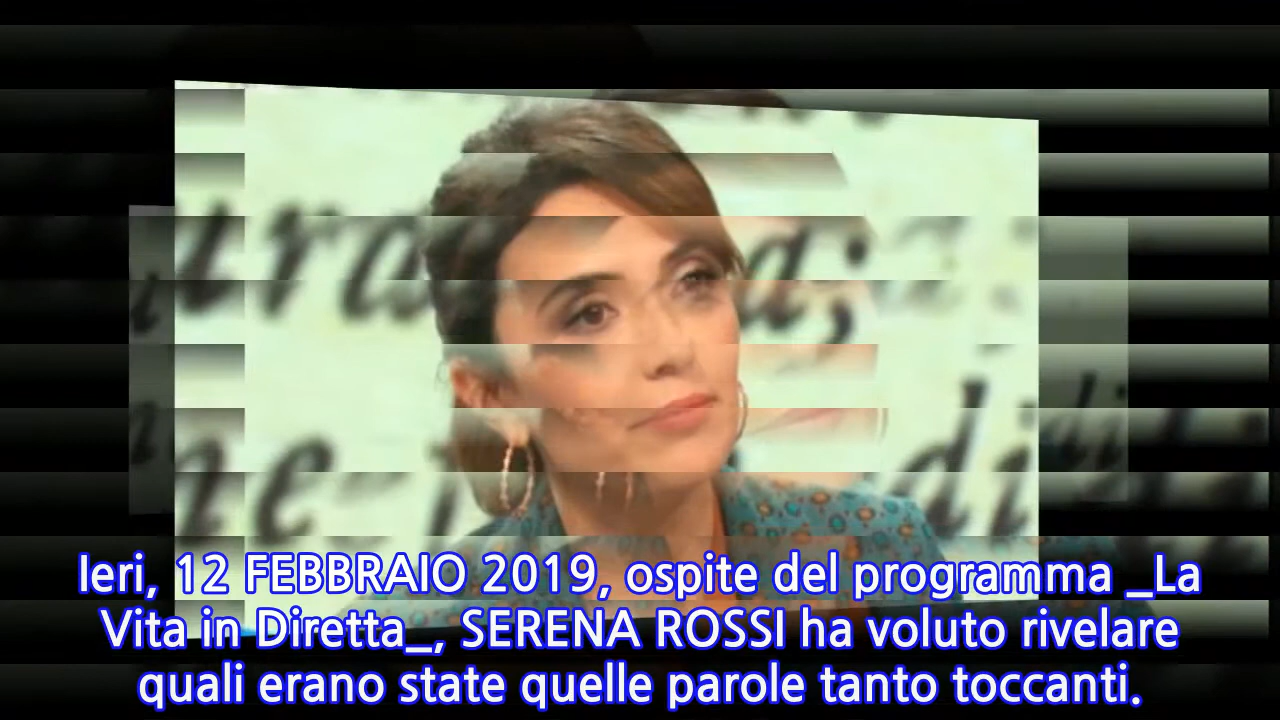 Ieri, 12 FEBBRAIO 2019, ospite del programma _La
Vita in Diretta_, SERENA ROSSI ha voluto rivelare
quali erano state quelle parole tanto toccanti.